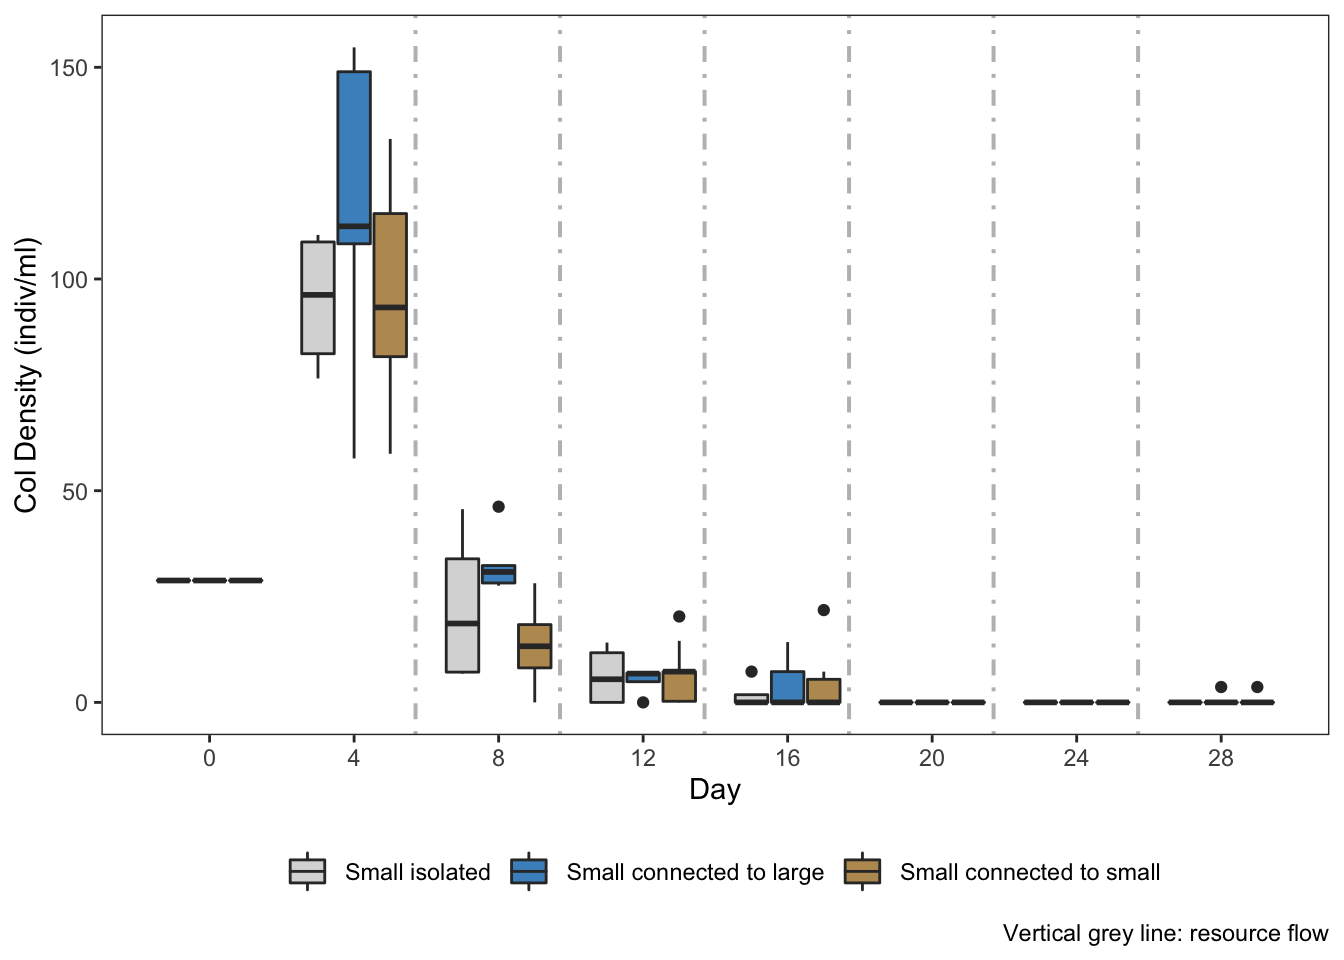 Col Density (indiv/ml)
150
100
50
0
0 4 8 12 16 20 24 28
Day
Small isolated Small connected to large Small connected to small
Vertical grey line: resource flow